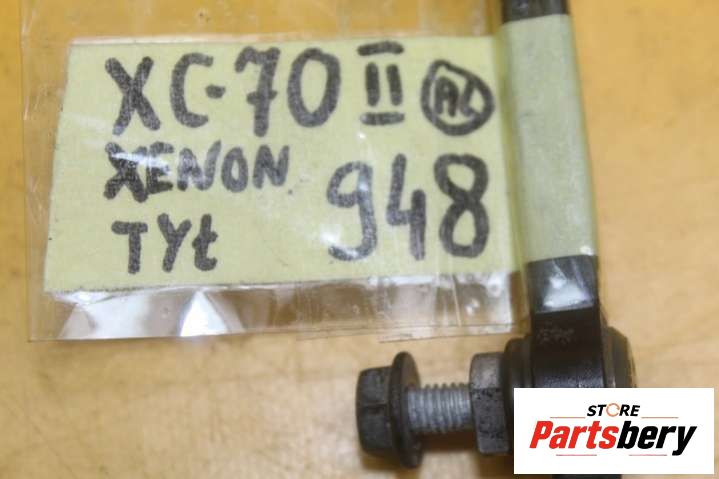 XC-70 II AL
XENON
TYŁ 948
STORE
Partsbery